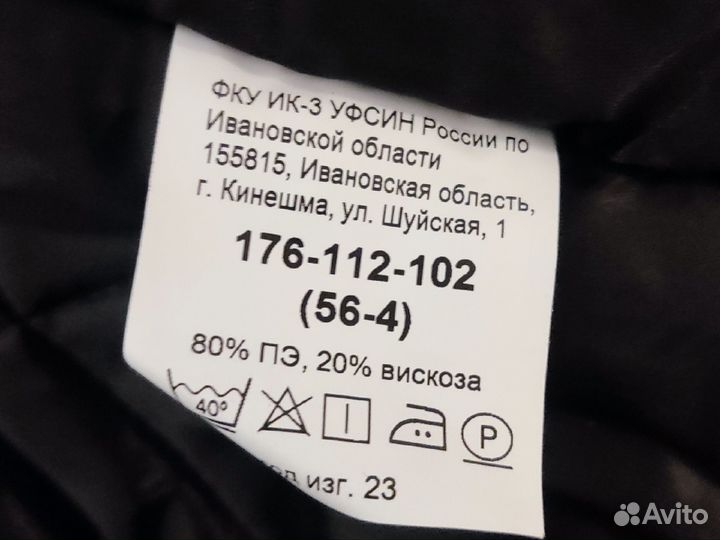 ФКУ ИК-3 УФСИН России по
Ивановской области
155815, Ивановская область,
г. Кинешма, ул. Шуйская, 1
176-112-102
(56-4)
80% ПЭ, 20% вискоза
40° P
изг. 23
Avito